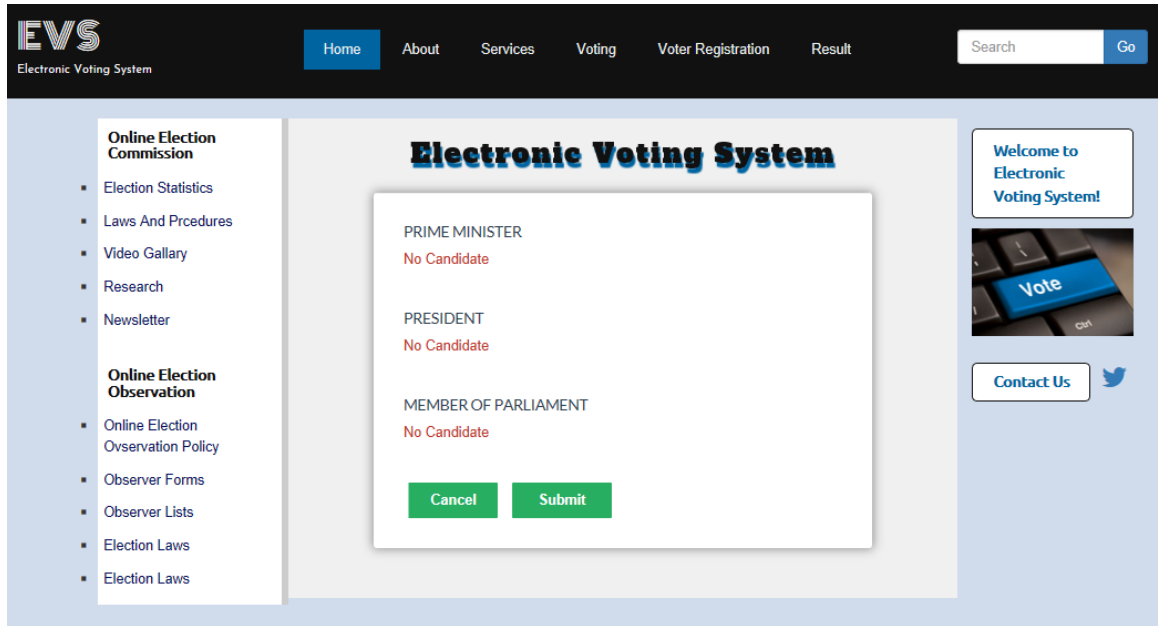 EVS
Electronic Voting System
Home
About
Services
Voting
Voter Registration
Result
Search
Go
Online Election
Commission
Election Statistics
Laws And Prcedures
Video Gallary
Research
Newsletter
Online Election
Observation
Online Election
Ovservation Policy
Observer Forms
Observer Lists
Election Laws
Election Laws
Electronic Voting System
PRIME MINISTER
No Candidate
PRESIDENT
No Candidate
MEMBER OF PARLIAMENT
No Candidate
Cancel
Submit
Welcome to
Electronic
Voting System!
Vote
Ctrl
Contact Us